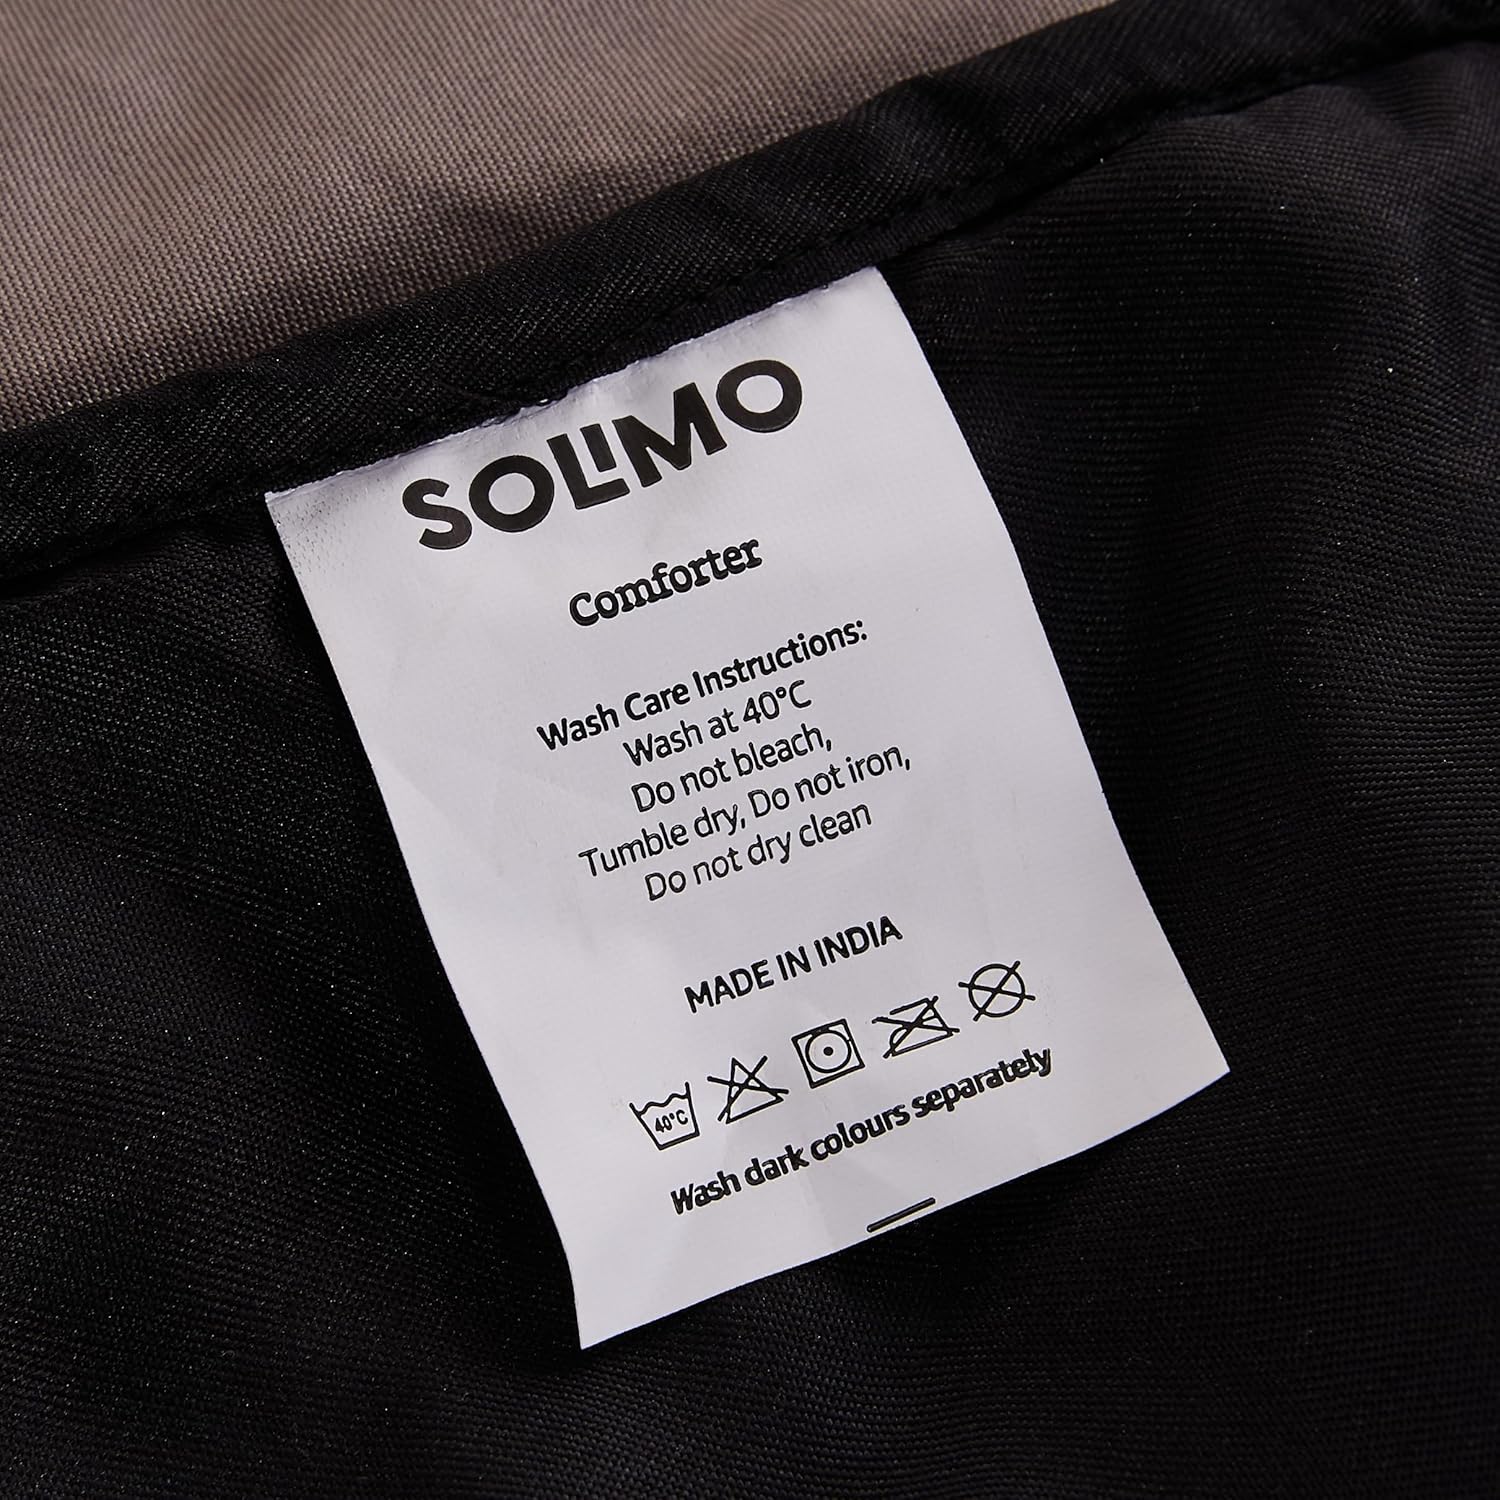 SOLIMO
Comforter
Wash Care Instructions:
Wash at 40°C
Do not bleach,
Tumble dry, Do not iron,
Do not dry clean
MADE IN INDIA
40°C
Wash dark colours separately